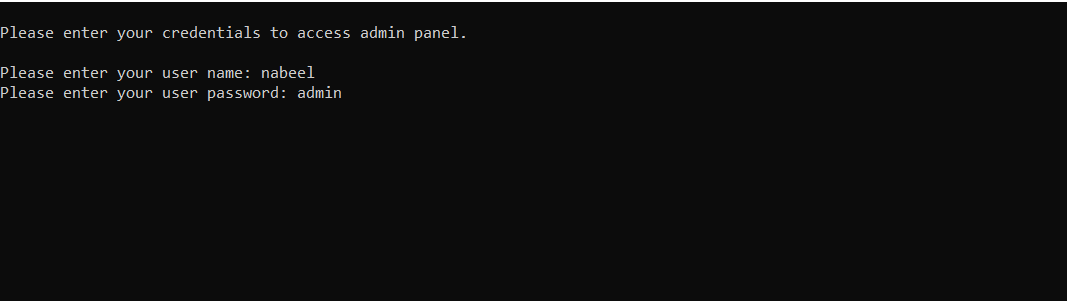 Please enter your credentials to access admin panel.
Please enter your user name: nabeel
Please enter your user password: admin